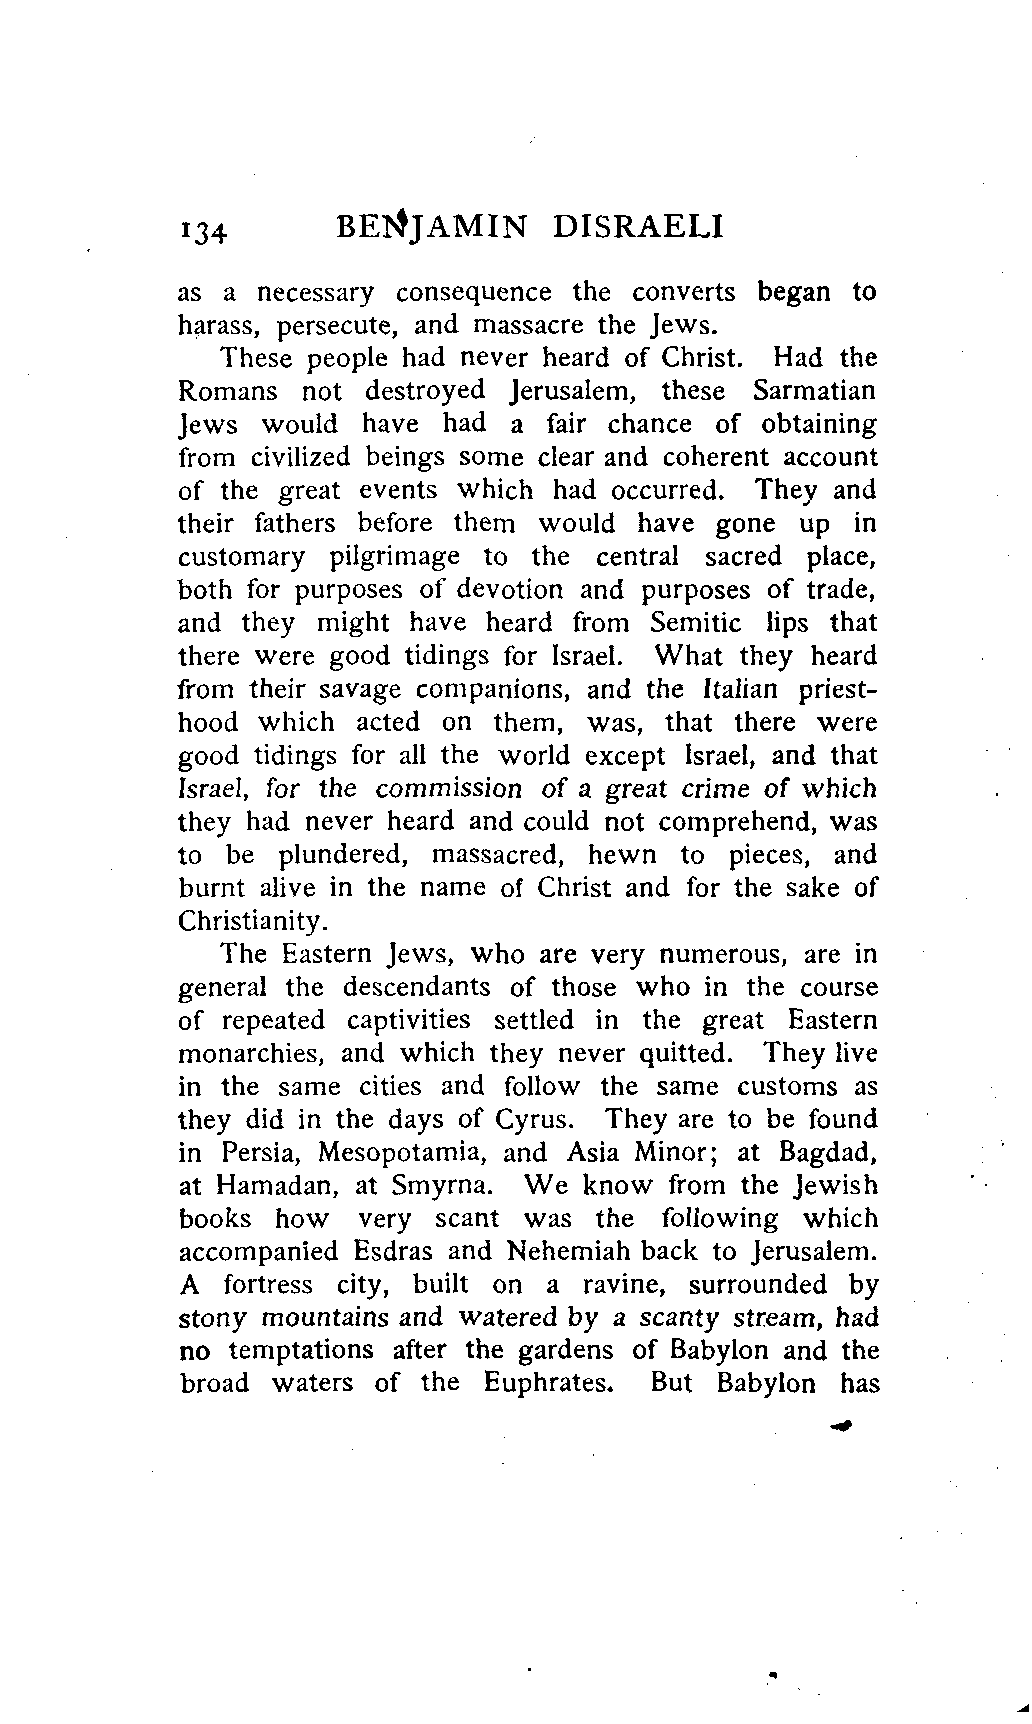 134 BENJAMIN DISRAELI
as a necessary consequence the converts began to
harass, persecute, and massacre the Jews.
These people had never heard of Christ. Had the
Romans not destroyed Jerusalem, these Sarmatian
Jews would have had a fair chance of obtaining
from civilized beings some clear and coherent account
of the great events which had occurred. They and
their fathers before them would have gone up in
customary pilgrimage to the central sacred place,
both for purposes of devotion and purposes of trade,
and they might have heard from Semitic lips that
there were good tidings for Israel. What they heard
from their savage companions, and the Italian priest-
hood which acted on them, was, that there were
good tidings for all the world except Israel, and that
Israel, for the commission of a great crime of which
they had never heard and could not comprehend, was
to be plundered, massacred, hewn to pieces, and
burnt alive in the name of Christ and for the sake of
Christianity.
The Eastern Jews, who are very numerous, are in
general the descendants of those who in the course
of repeated captivities settled in the great Eastern
monarchies, and which they never quitted. They live
in the same cities and follow the same customs as
they did in the days of Cyrus. They are to be found
in Persia, Mesopotamia, and Asia Minor; at Bagdad,
at Hamadan, at Smyrna. We know from the Jewish
books how very scant was the following which
accompanied Esdras and Nehemiah back to Jerusalem.
A fortress city, built on a ravine, surrounded by
stony mountains and watered by a scanty stream, had
no temptations after the gardens of Babylon and the
broad waters of the Euphrates. But Babylon has